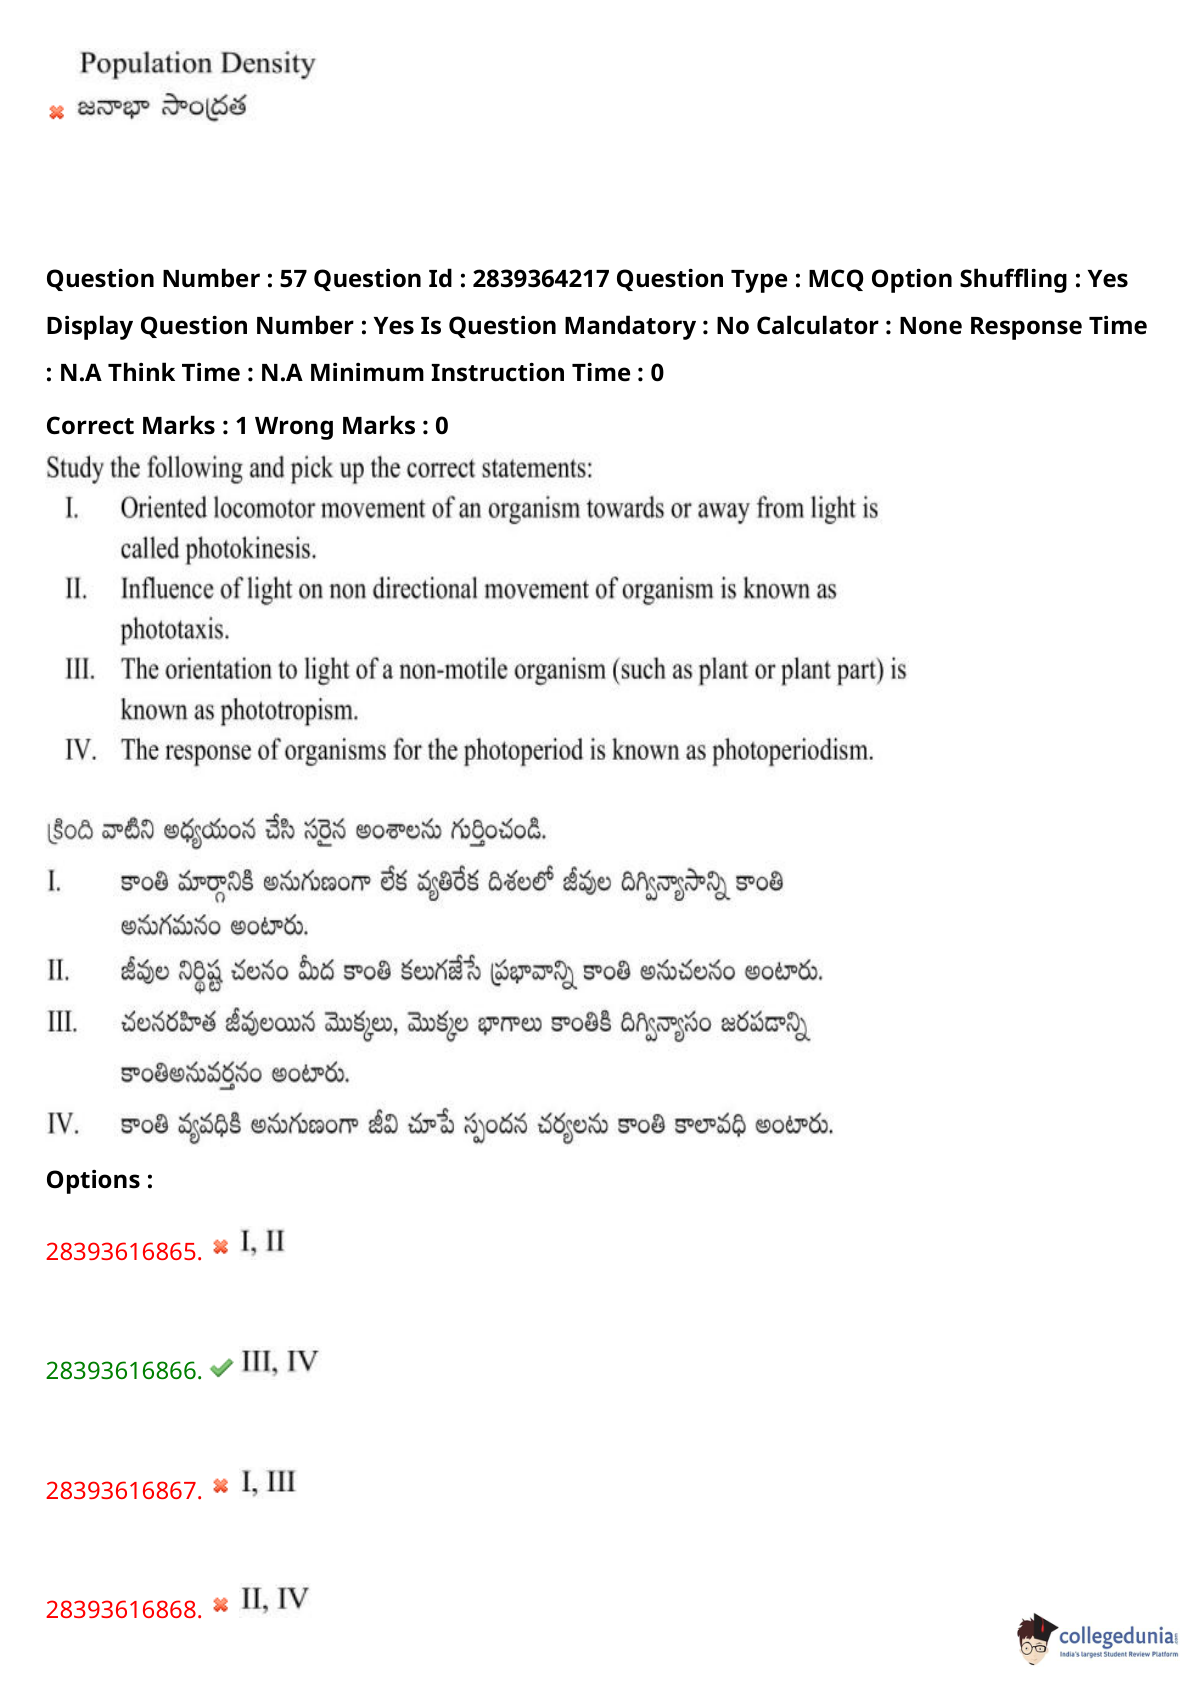 Population Density
జనాభా సాంద్రత
Question Number : 57 Question Id : 2839364217 Question Type : MCQ Option Shuffling : Yes
Display Question Number : Yes Is Question Mandatory : No Calculator : None Response Time
: N.A Think Time : N.A Minimum Instruction Time : 0
Correct Marks : 1 Wrong Marks : 0
Study the following and pick up the correct statements:
I. Oriented locomotor movement of an organism towards or away from light is
called photokinesis.
II. Influence of light on non directional movement of organism is known as
phototaxis.
III. The orientation to light of a non-motile organism (such as plant or plant part) is
known as phototropism.
IV. The response of organisms for the photoperiod is known as photoperiodism.
క్రింది వాటిని అధ్యయంన చేసి సరైన అంశాలను గుర్తించండి.
I. కాంతి మార్గానికి అనుగుణంగా లేక వ్యతిరేక దిశలలో జీవుల దిగ్విన్యాసాన్ని కాంతి
అనుగమనం అంటారు.
II. జీవుల నిర్థిష్ట చలనం మీద కాంతి కలుగజేసే ప్రభావాన్ని కాంతి అనుచలనం అంటారు.
III. చలనరహిత జీవులయిన మొక్కలు, మొక్కల భాగాలు కాంతికి దిగ్విన్యాసం జరపడాన్ని
కాంతిఅనువర్తనం అంటారు.
IV. కాంతి వ్యవధికి అనుగుణంగా జీవి చూపే స్పందన చర్యలను కాంతి కాలావధి అంటారు.
Options :
28393616865. I, II
28393616866. III, IV
28393616867. I, III
28393616868. II, IV
collegedunia
India's largest Student Review Platform